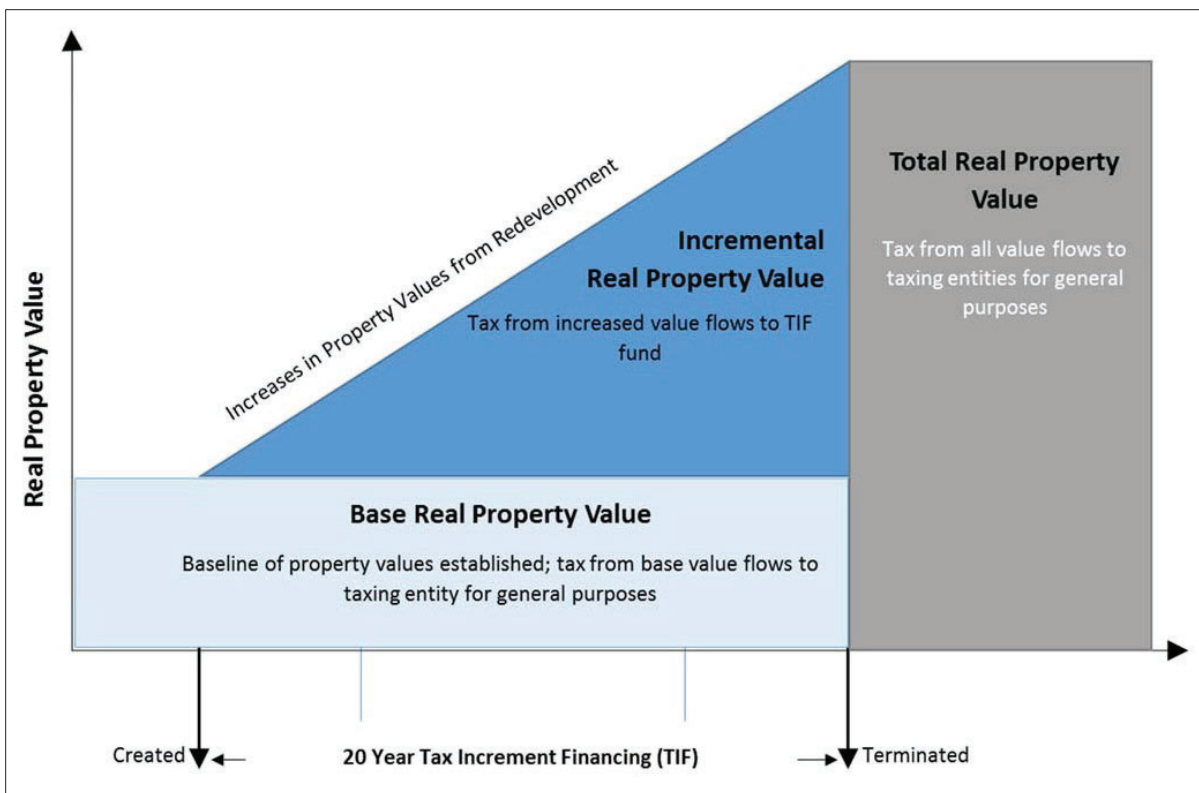 Real Property Value
Increases in Property Values from Redevelopment
Incremental
Real Property Value
Tax from increased value flows to TIF
fund
Total Real Property
Value
Tax from all value flows to
taxing entities for general
purposes
Base Real Property Value
Baseline of property values established; tax from base value flows to
taxing entity for general purposes
Created
20 Year Tax Increment Financing (TIF)
Terminated